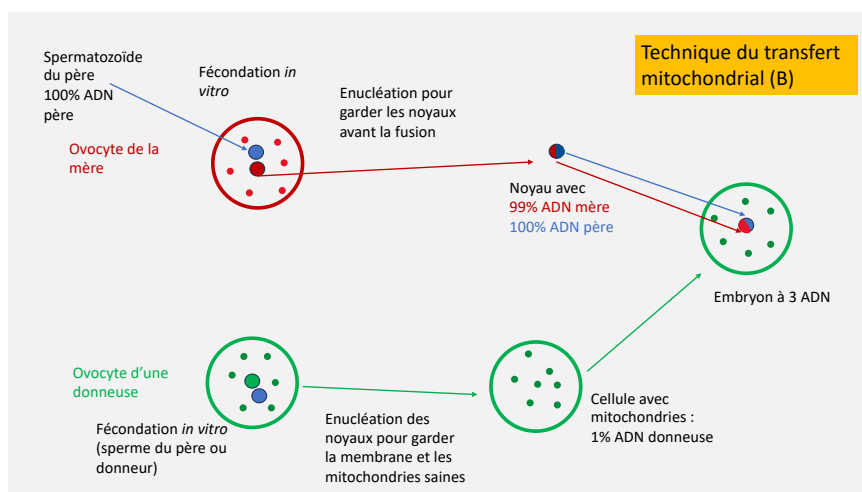 Technique du transfert
mitochondrial (B)
Spermatozoïde
du père
100% ADN
père
Fécondation in
vitro
Enucléation pour
garder les noyaux
avant la fusion
Ovocyte de la
mère
Noyau avec
99% ADN mère
100% ADN père
Embryon à 3 ADN
Ovocyte d’une
donneuse
Fécondation in vitro
(sperme du père ou
donneur)
Enucléation des
noyaux pour garder
la membrane et les
mitochondries saines
Cellule avec
mitochondries :
1% ADN donneuse